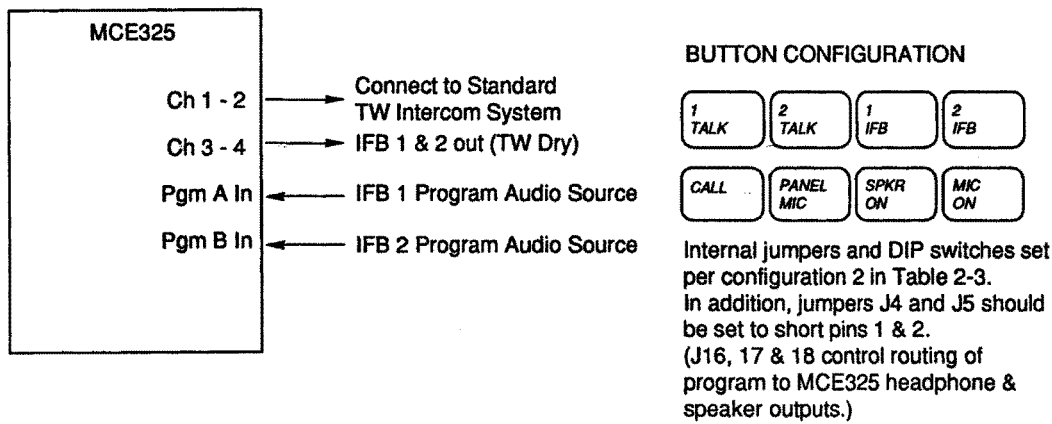 MCE325
Ch 1 - 2
Connect to Standard
TW Intercom System
Ch 3 - 4
IFB 1 & 2 out (TW Dry)
Pgm A In
IFB 1 Program Audio Source
Pgm B In
IFB 2 Program Audio Source
BUTTON CONFIGURATION
1
TALK
2
TALK
1
IFB
2
IFB
CALL
PANEL
MIC
SPKR
ON
MIC
ON
Internal jumpers and DIP switches set
per configuration 2 in Table 2-3.
In addition, jumpers J4 and J5 should
be set to short pins 1 & 2.
(J16, 17 & 18 control routing of
program to MCE325 headphone &
speaker outputs.)